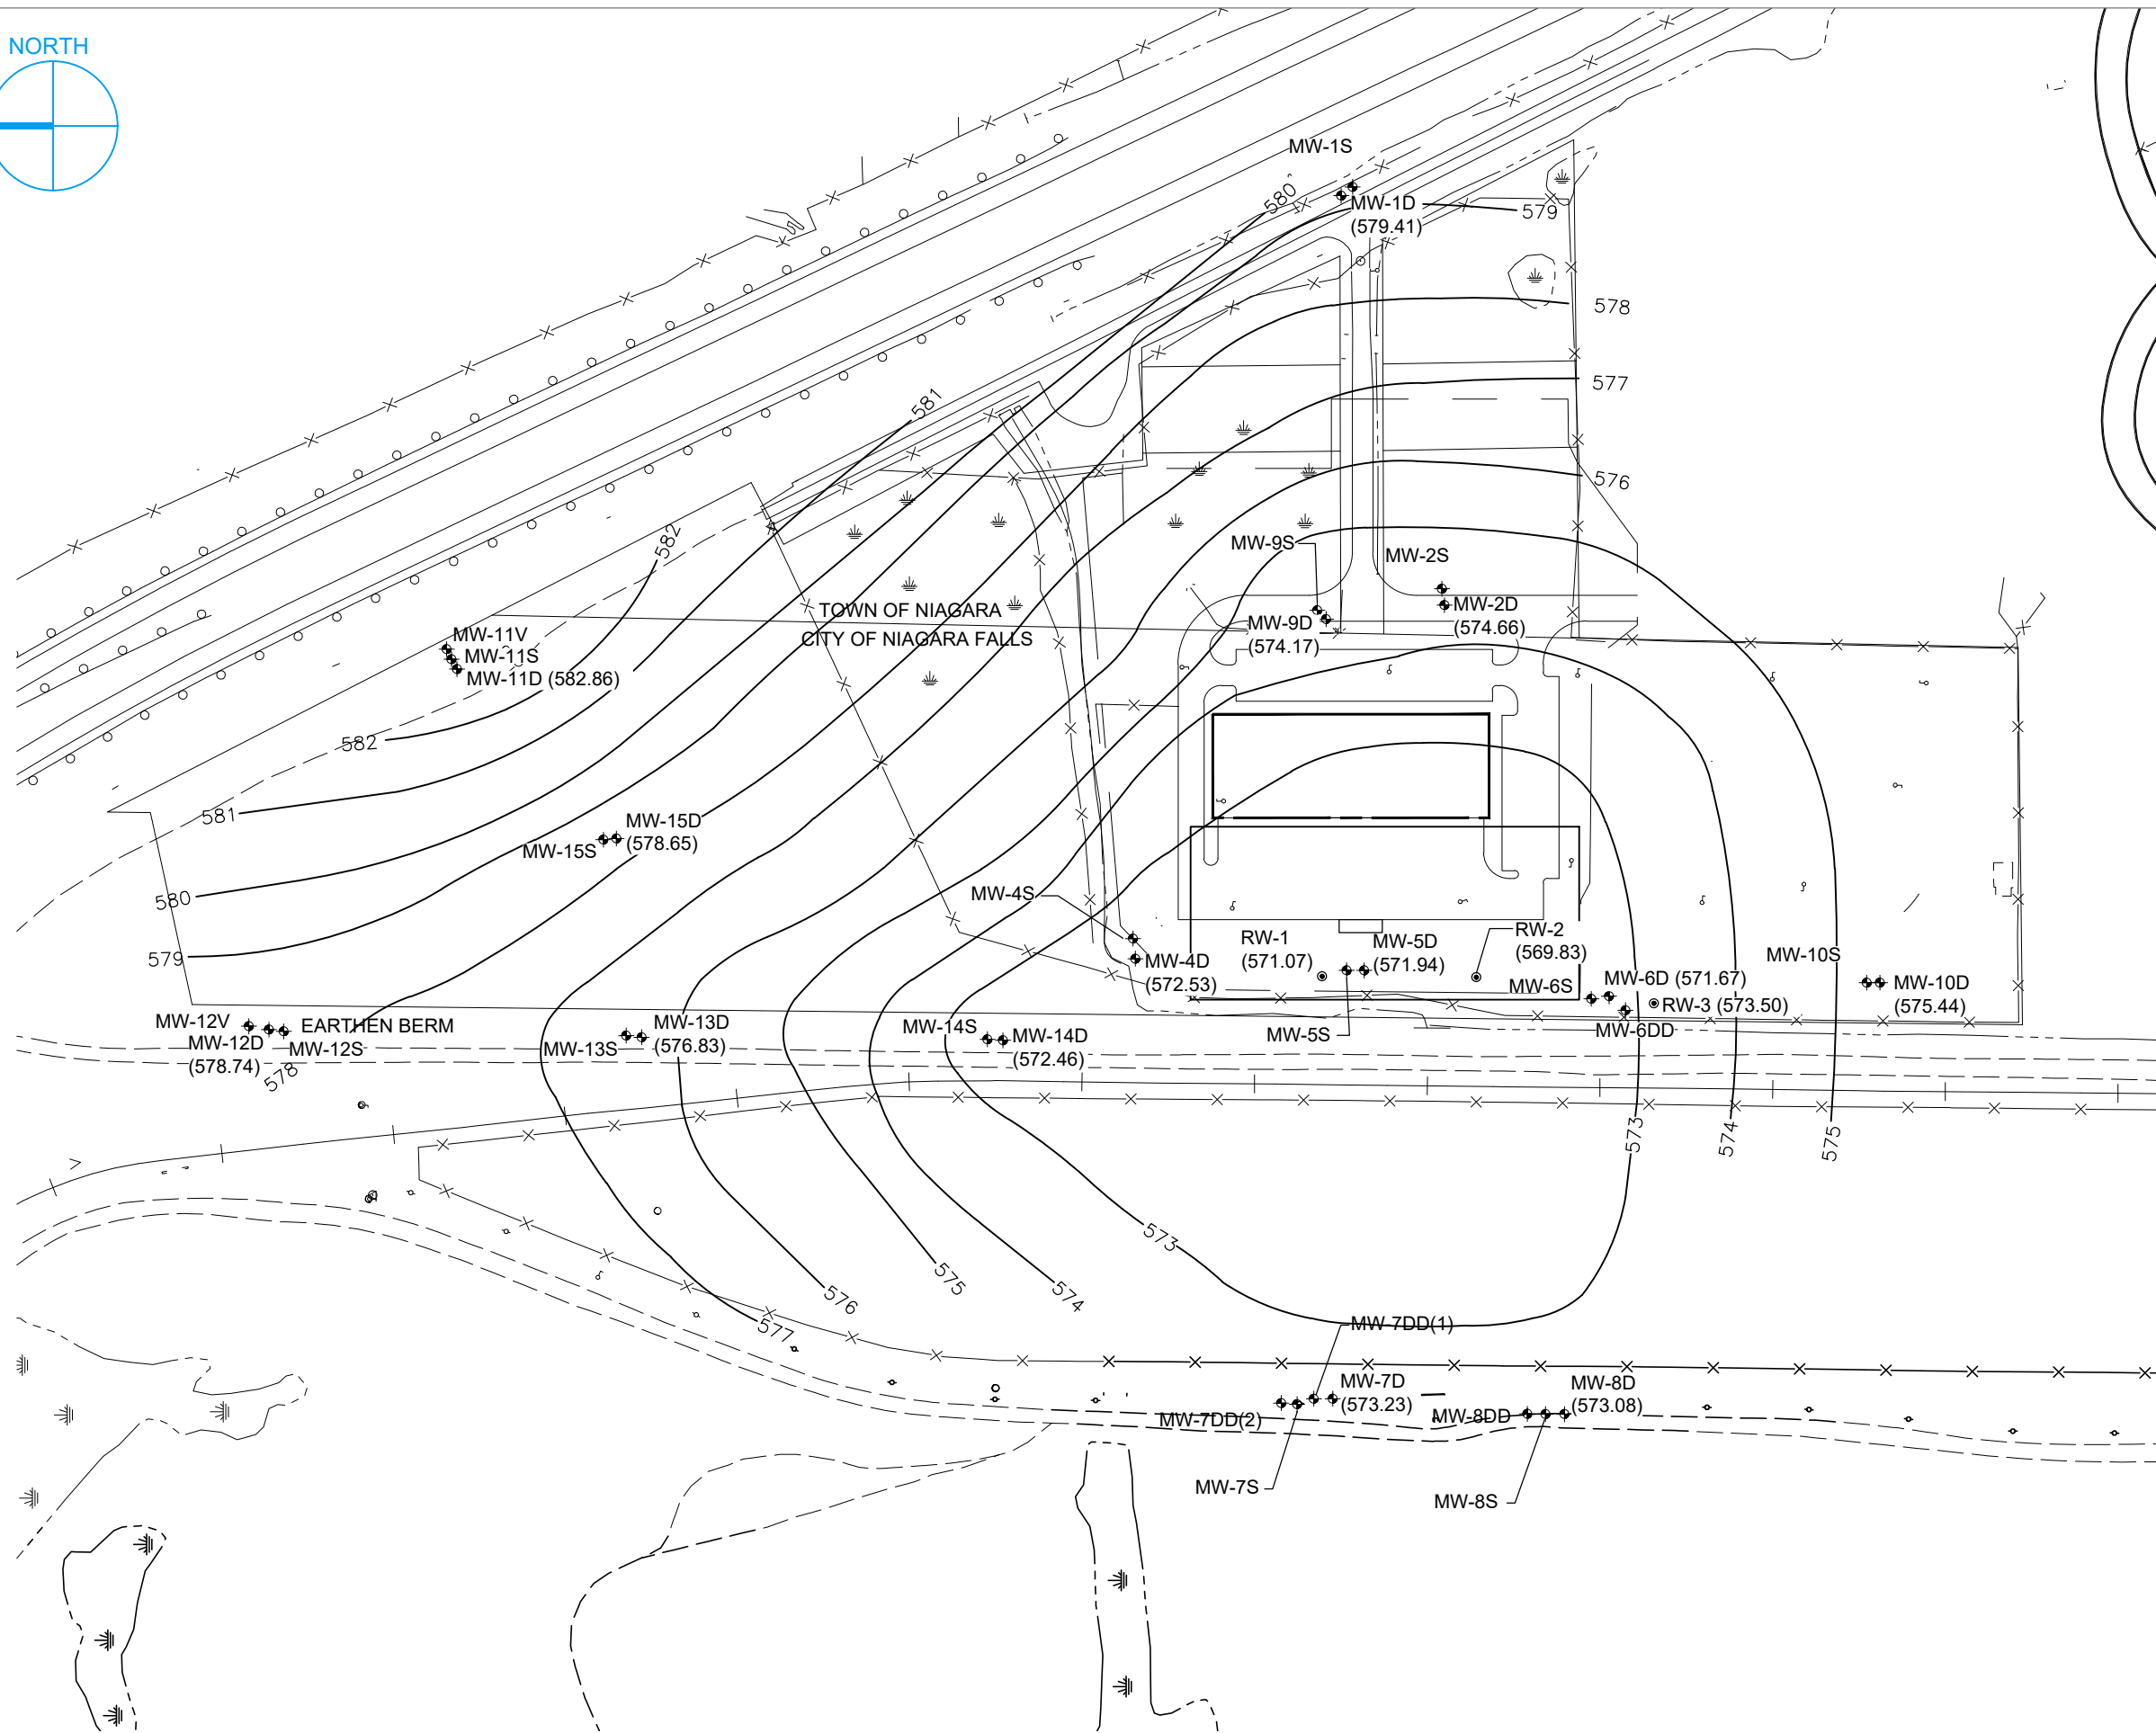 NORTH
MW-1S
580
MW-1D
(579.41)
579
578
577
581
576
582
MW-9S
MW-2S
TOWN OF NIAGARA
CITY OF NIAGARA FALLS
MW-9D
(574.17)
MW-2D
(574.66)
MW-11V
MW-11S
MW-11D (582.86)
582
581
MW-15D
(578.65)
MW-15S
580
579
MW-4S
MW-4D
(572.53)
RW-1
(571.07)
MW-5D
(571.94)
RW-2
(569.83)
MW-6S
MW-6D (571.67)
RW-3 (573.50)
MW-6DD
MW-10S
MW-10D
(575.44)
MW-5S
MW-12V
MW-12D
(578.74)
EARTHEN BERM
MW-12S
578
MW-13S
MW-13D
(576.83)
MW-14S
MW-14D
(572.46)
573
574
575
573
574
575
576
577
MW-7DD(1)
MW-7D
(573.23)
MW-7DD(2)
MW-8DD
MW-8D
(573.08)
MW-7S
MW-8S